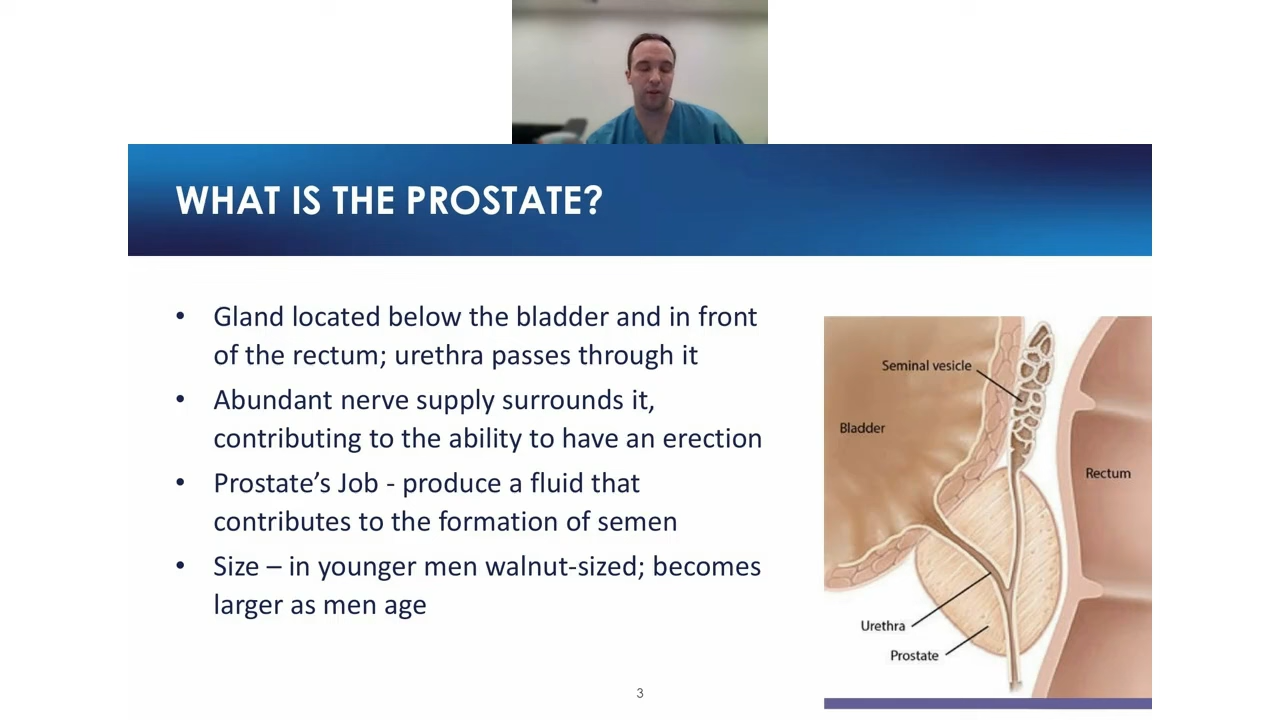 WHAT IS THE PROSTATE?
• Gland located below the bladder and in front
of the rectum; urethra passes through it
• Abundant nerve supply surrounds it,
contributing to the ability to have an erection
• Prostate’s Job - produce a fluid that
contributes to the formation of semen
• Size – in younger men walnut-sized; becomes
larger as men age
Seminal vesicle
Bladder
Rectum
Urethra
Prostate
3